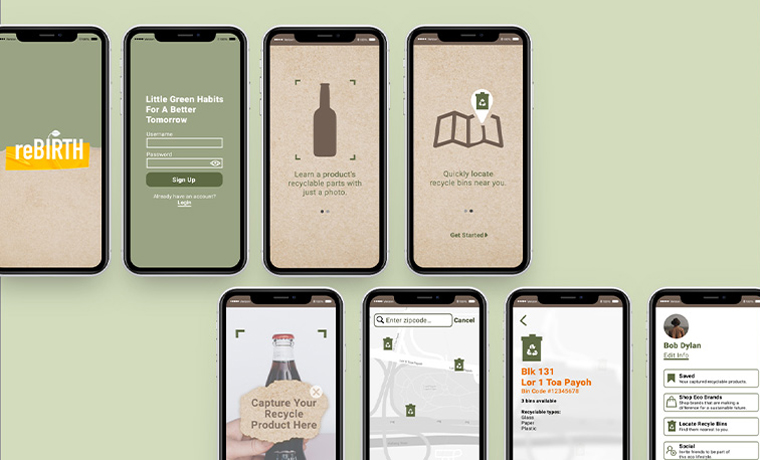 reBIRTH
Little Green Habits
For A Better
Tomorrow
Username
Password
Sign Up
Already have an account?
Login
Learn a product's
recyclable parts with
just a photo.
Quickly locate
recycle bins near you.
Get Started
Capture Your
Recycle
Product Here
Enter zipcode...
Cancel
Blk 131
Lor 1 Toa Payoh
Bin Code #12345678
3 bins available
Recyclable types:
Glass
Paper
Plastic
Bob Dylan
Edit Info
Saved
Your captured recyclable products.
Shop Eco Brands
Shop brands that are making a
difference for a sustainable future
Locate Recyle Bins
Find them nearest to you.
Social
Invite friends to be part of
this eco lifestyle